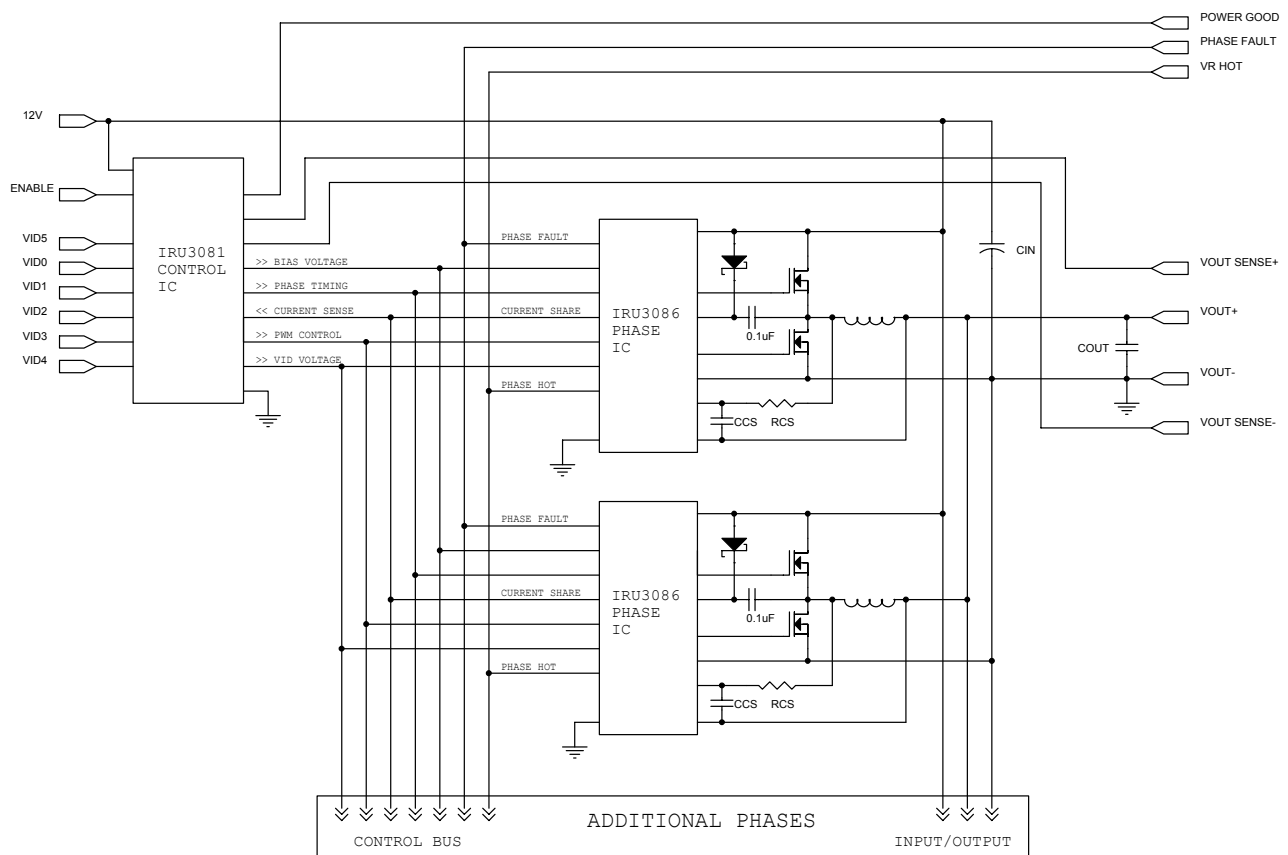 POWER GOOD
PHASE FAULT
VR HOT
12V
ENABLE
VID5
VID0
VID1
VID2
VID3
VID4
IRU3081
CONTROL
IC
>> BIAS VOLTAGE
>> PHASE TIMING
<< CURRENT SENSE
>> PWM CONTROL
>> VID VOLTAGE
PHASE FAULT
CURRENT SHARE
PHASE HOT
IRU3086
PHASE
IC
0.1uF
CCS
RCS
CIN
COUT
VOUT SENSE+
VOUT+
VOUT-
VOUT SENSE-
PHASE FAULT
CURRENT SHARE
PHASE HOT
IRU3086
PHASE
IC
0.1uF
CCS
RCS
ADDITIONAL PHASES
CONTROL BUS
INPUT/OUTPUT